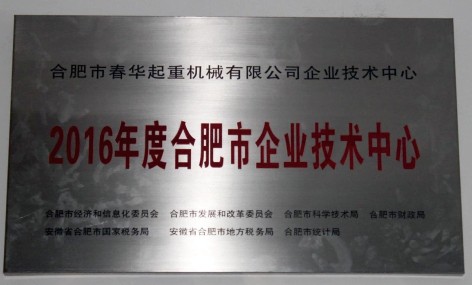 合肥市春华起重机械有限公司企业技术中心
2016年度合肥市企业技术中心
合肥市经济和信息化委员会 合肥市发展和改革委员会 合肥市科学技术局 合肥市财政局
安徽省合肥市国家税务局 安徽省合肥市地方税务局 合肥市统计局